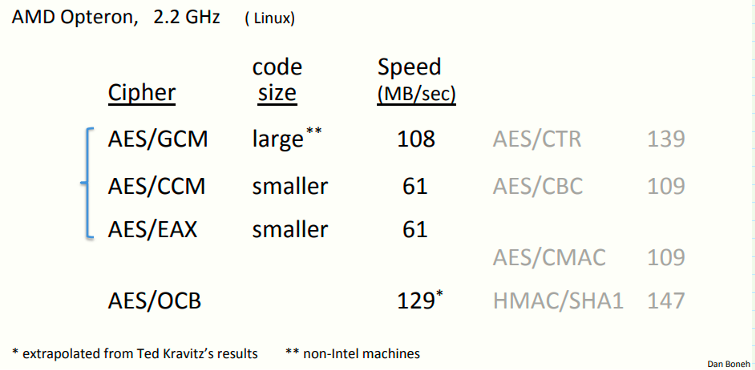 AMD Opteron, 2.2 GHz ( Linux)
code Speed
Cipher size (MB/sec)
AES/GCM large** 108 AES/CTR 139
AES/CCM smaller 61 AES/CBC 109
AES/EAX smaller 61
AES/CMAC 109
AES/OCB 129* HMAC/SHA1 147
* extrapolated from Ted Kravitz’s results ** non-Intel machines
Dan Boneh